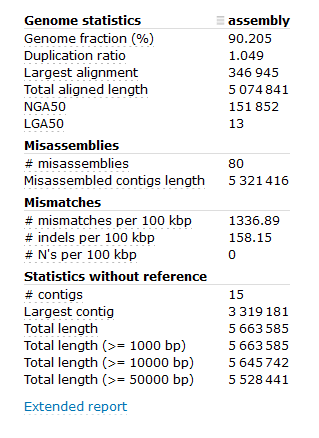 Genome statistics assembly
Genome fraction (%) 90.205
Duplication ratio 1.049
Largest alignment 346 945
Total aligned length 5 074 841
NGA50 151 852
LGA50 13
Misassemblies
# misassemblies 80
Misassembled contigs length 5 321 416
Mismatches
# mismatches per 100 kbp 1336.89
# indels per 100 kbp 158.15
# N's per 100 kbp 0
Statistics without reference
# contigs 15
Largest contig 3 319 181
Total length 5 663 585
Total length (>= 1000 bp) 5 663 585
Total length (>= 10000 bp) 5 645 742
Total length (>= 50000 bp) 5 528 441
Extended report